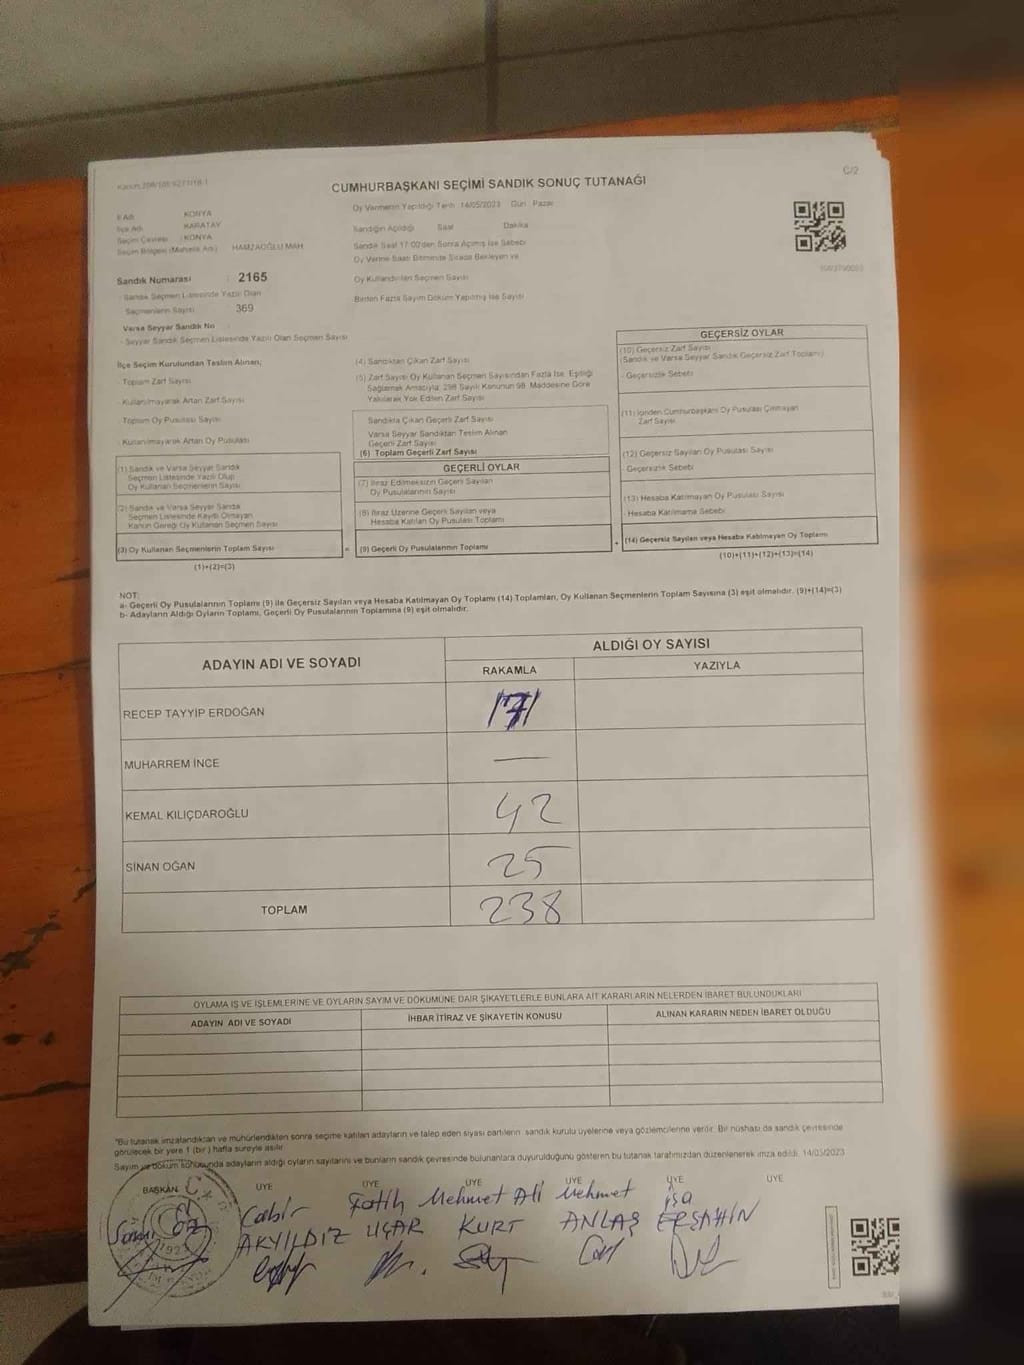 C/2
CUMHURBAŞKANI SEÇİMİ SANDIK SONUÇ TUTANAĞI
İl Adı KONYA
İlçe Adı KARATAY
Seçim Çevresi KONYA
Seçim Bölgesi (Mahalle Adı) HAMZAOĞLU MAH.
Sandık Numarası : 2165
- Sandık Seçmen Listesinde Yazılı Olan
Seçmenlerin Sayısı 369
Varsa Seyyar Sandık No
- Seyyar Sandık Seçmen Listesinde Yazılı Olan Seçmen Sayısı
Oy Vermenin Yapıldığı Tarih 14/05/2023 Gün Pazar
Sandığın Açıldığı Saat Dakika
Sandık Saat 17:00'den Sonra Açılmış İse Sebebi
Oy Verme Saati Bitiminde Sırada Bekleyen ve
Oy Kullandırılan Seçmen Sayısı
Birden Fazla Sayım Döküm Yapılmış İse Sayısı
İlçe Seçim Kurulundan Teslim Alınan;
- Toplam Zarf Sayısı
- Kullanılmayarak Artan Zarf Sayısı
Toplam Oy Pusulası Sayısı
- Kullanılmayarak Artan Oy Pusulası
(1) Sandık ve Varsa Seyyar Sandık
Seçmen Listesinde Yazılı Olup
Oy Kullanan Seçmenlerin Sayısı
(2) Sandık ve Varsa Seyyar Sandık
Seçmen Listesinde Kayıtlı Olmayan
Kanun Gereği Oy Kullanan Seçmen Sayısı
(3) Oy Kullanan Seçmenlerin Toplam Sayısı
(1)+(2)=(3)
(4) Sandıktan Çıkan Zarf Sayısı
(5) Zarf Sayısı Oy Kullanan Seçmen Sayısından Fazla İse, Eşitliği
Sağlamak Amacıyla, 298 Sayılı Kanunun 98. Maddesine Göre
Yakılarak Yok Edilen Zarf Sayısı
Sandıkta Çıkan Geçerli Zarf Sayısı
Varsa Seyyar Sandıktan Teslim Alınan
Geçerli Zarf Sayısı
(6) Toplam Geçerli Zarf Sayısı
GEÇERLİ OYLAR
(7) İtiraz Edilmeksizin Geçerli Sayılan
Oy Pusulalarının Sayısı
(8) İtiraz Üzerine Geçerli Sayılan veya
Hesaba Katılan Oy Pusulası Toplamı
= (9) Geçerli Oy Pusulalarının Toplamı
GEÇERSİZ OYLAR
(10) Geçersiz Zarf Sayısı
(Sandık ve Varsa Seyyar Sandık Geçersiz Zarf Toplamı)
- Geçersizlik Sebebi
(11) İçinden Cumhurbaşkanı Oy Pusulası Çıkmayan
Zarf Sayısı
(12) Geçersiz Sayılan Oy Pusulası Sayısı
- Geçersizlik Sebebi
(13) Hesaba Katılmayan Oy Pusulası Sayısı
- Hesaba Katılmama Sebebi
+ (14) Geçersiz Sayılan veya Hesaba Katılmayan Oy Toplamı
(10)+(11)+(12)+(13)=(14)
NOT:
a- Geçerli Oy Pusulalarının Toplamı (9) ile Geçersiz Sayılan veya Hesaba Katılmayan Oy Toplamı (14) Toplamları, Oy Kullanan Seçmenlerin Toplam Sayısına (3) eşit olmalıdır. (9)+(14)=(3)
b- Adayların Aldığı Oyların Toplamı, Geçerli Oy Pusulalarının Toplamına (9) eşit olmalıdır.
ADAYIN ADI VE SOYADI ALDIĞI OY SAYISI
RAKAMLA YAZIYLA
RECEP TAYYİP ERDOĞAN 171
MUHARREM İNCE —
KEMAL KILIÇDAROĞLU 42
SİNAN OĞAN 25
TOPLAM 238
OYLAMA İŞ VE İŞLEMLERİNE VE OYLARIN SAYIM VE DÖKÜMÜNE DAİR ŞİKAYETLERLE BUNLARA AİT KARARLARIN NELERDEN İBARET BULUNDUKLARI
ADAYIN ADI VE SOYADI İHBAR İTİRAZ VE ŞİKAYETİN KONUSU ALINAN KARARIN NEDEN İBARET OLDUĞU
"Bu tutanak imzalandıktan ve mühürlendikten sonra seçime katılan adayların ve talep eden siyasi partilerin sandık kurulu üyelerine veya gözlemcilerine verilir. Bir nüshası da sandık çevresinde
görülecek bir yere 1 (bir) hafta süreyle asılır.
Sayım ve döküm sonucunda adayların aldığı oyların sayılarını ve bunların sandık çevresinde bulunanlara duyurulduğunu gösteren bu tutanak tarafımızdan düzenlenerek imza edildi. 14/05/2023
BAŞKAN ÜYE ÜYE ÜYE ÜYE ÜYE ÜYE
Cabir Fatih Mehmet Ali Mehmet İsa
AKYILDIZ UÇAR KURT ANLAŞ ERŞAHİN